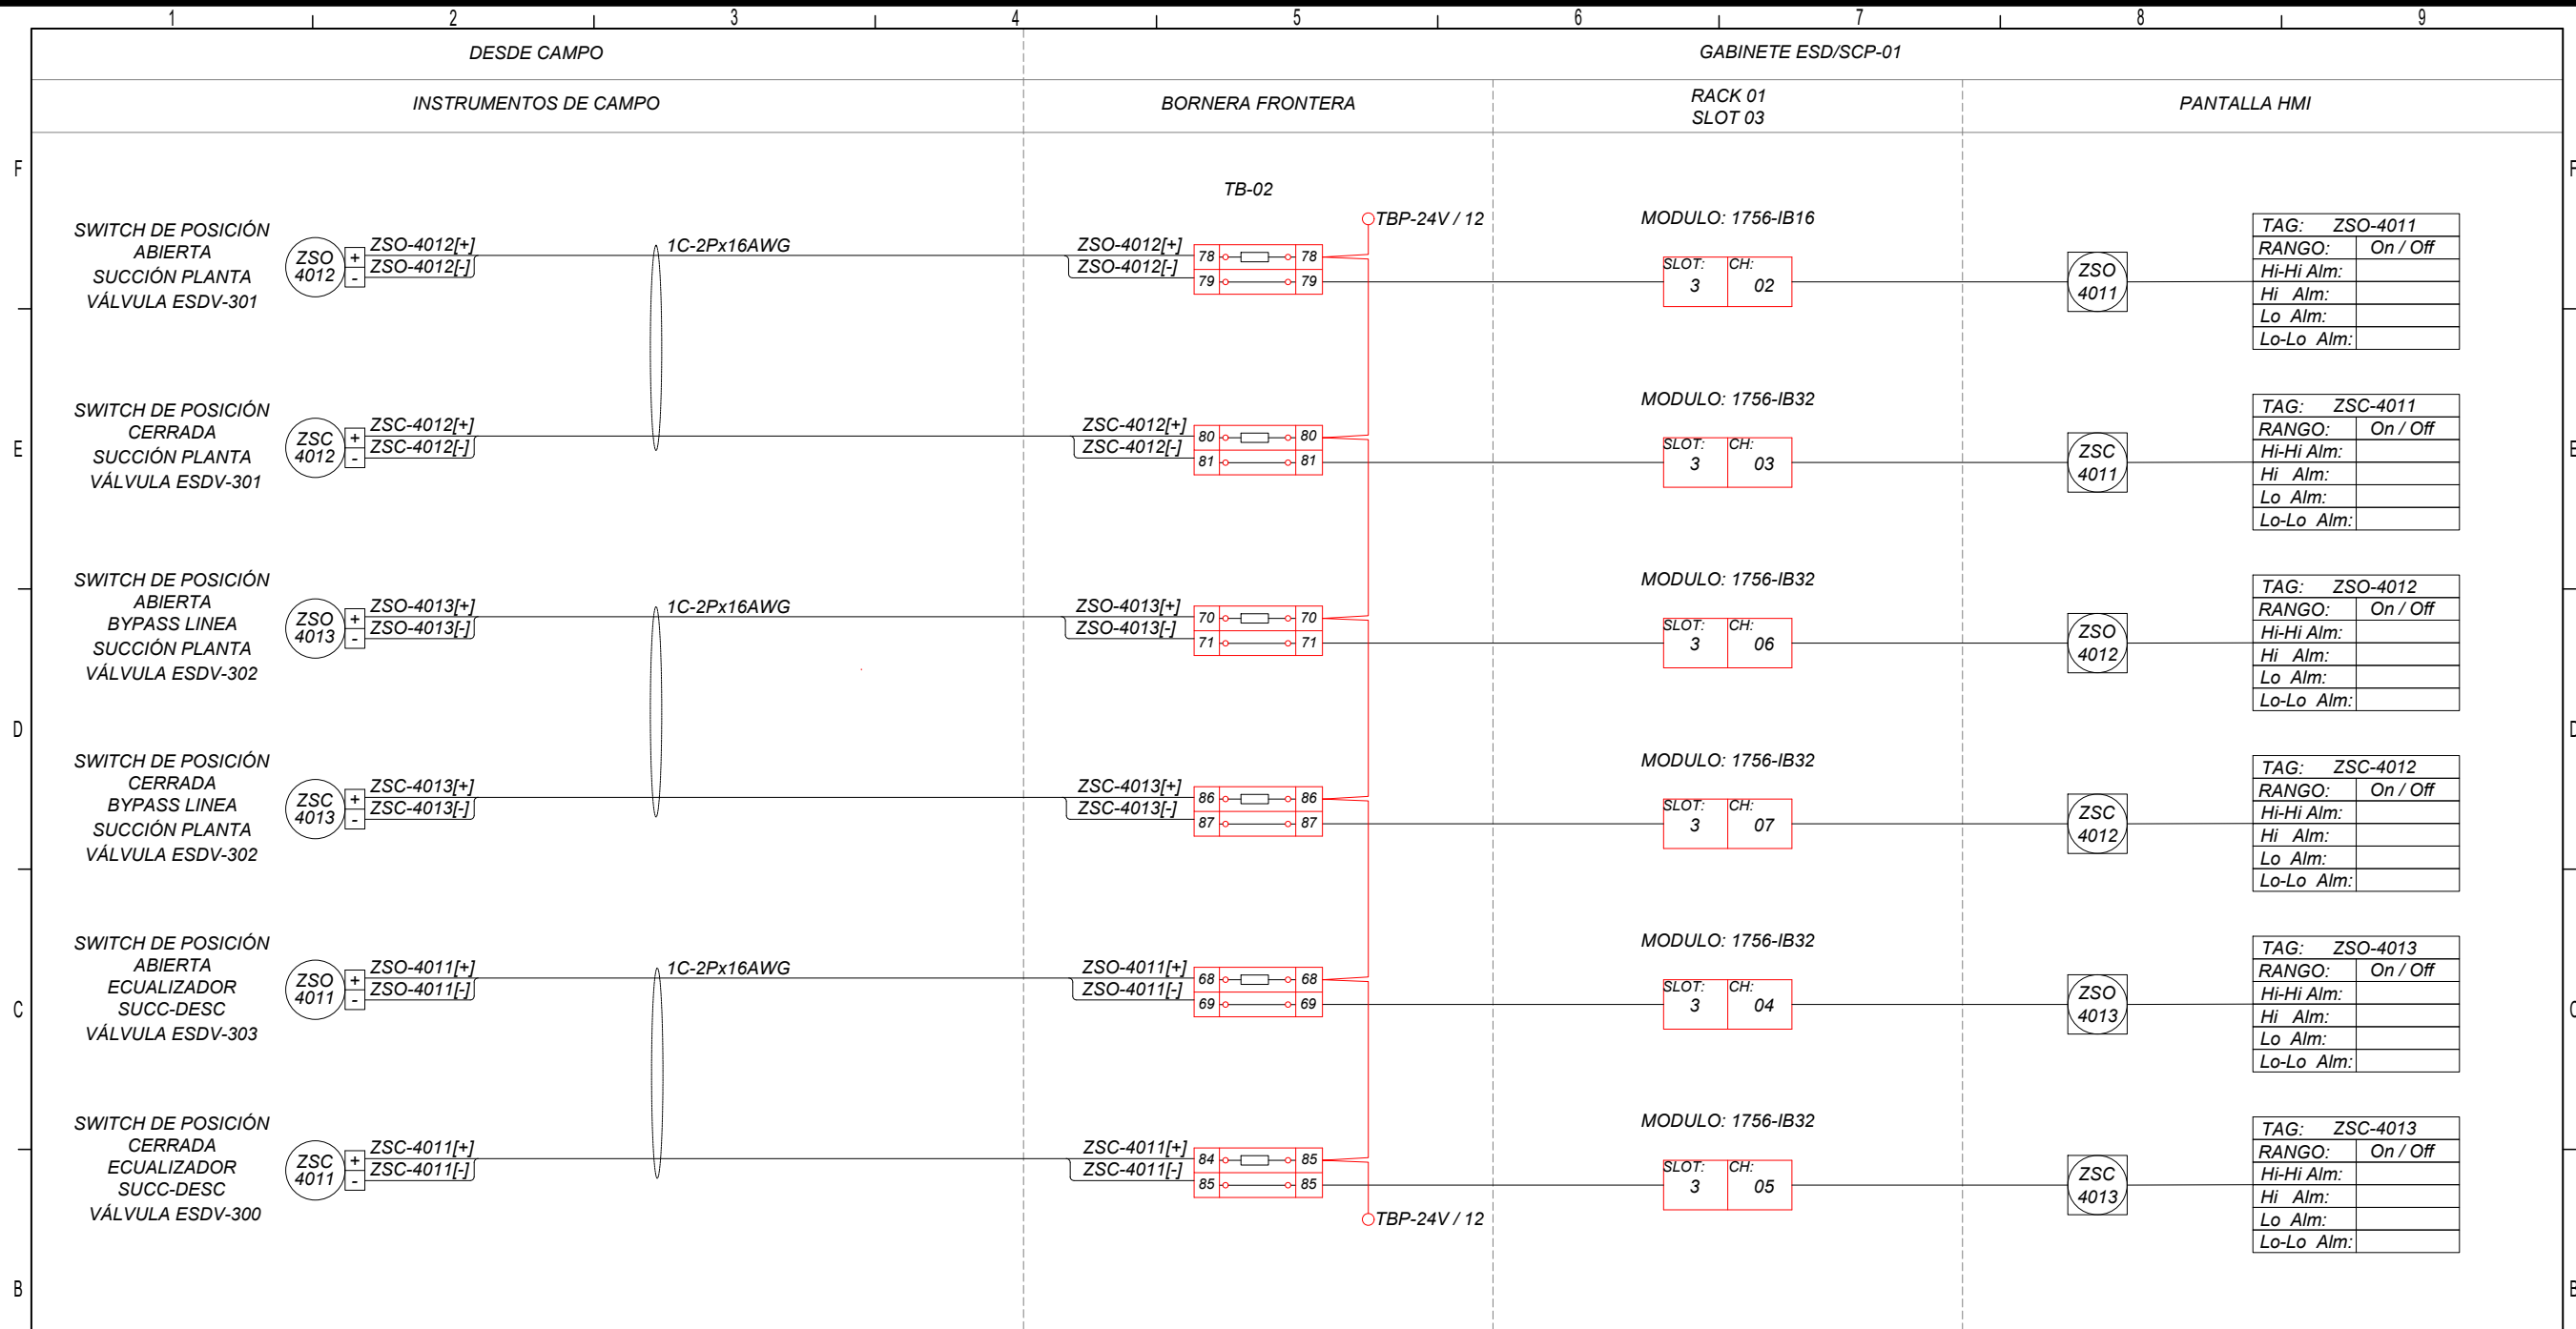 1 2 3 4 5 6 7 8 9
DESDE CAMPO
GABINETE ESD/SCP-01
INSTRUMENTOS DE CAMPO
BORNERA FRONTERA
RACK 01
SLOT 03
PANTALLA HMI
F
F
TB-02
TBP-24V / 12
SWITCH DE POSICIÓN
ABIERTA
SUCCIÓN PLANTA
VÁLVULA ESDV-301
ZSO
4012
+
-
ZSO-4012[+]
ZSO-4012[-]
1C-2Px16AWG
ZSO-4012[+]
ZSO-4012[-]
78 78
79 79
MODULO: 1756-IB16
SLOT: CH:
3 02
ZSO
4011
TAG: ZSO-4011
RANGO: On / Off
Hi-Hi Alm:
Hi Alm:
Lo Alm:
Lo-Lo Alm:
E
E
SWITCH DE POSICIÓN
CERRADA
SUCCIÓN PLANTA
VÁLVULA ESDV-301
ZSC
4012
+
-
ZSC-4012[+]
ZSC-4012[-]
ZSC-4012[+]
ZSC-4012[-]
80 80
81 81
MODULO: 1756-IB32
SLOT: CH:
3 03
ZSC
4011
TAG: ZSC-4011
RANGO: On / Off
Hi-Hi Alm:
Hi Alm:
Lo Alm:
Lo-Lo Alm:
SWITCH DE POSICIÓN
ABIERTA
BYPASS LINEA
SUCCIÓN PLANTA
VÁLVULA ESDV-302
ZSO
4013
+
-
ZSO-4013[+]
ZSO-4013[-]
1C-2Px16AWG
ZSO-4013[+]
ZSO-4013[-]
70 70
71 71
MODULO: 1756-IB32
SLOT: CH:
3 06
ZSO
4012
TAG: ZSO-4012
RANGO: On / Off
Hi-Hi Alm:
Hi Alm:
Lo Alm:
Lo-Lo Alm:
D
D
SWITCH DE POSICIÓN
CERRADA
BYPASS LINEA
SUCCIÓN PLANTA
VÁLVULA ESDV-302
ZSC
4013
+
-
ZSC-4013[+]
ZSC-4013[-]
ZSC-4013[+]
ZSC-4013[-]
86 86
87 87
MODULO: 1756-IB32
SLOT: CH:
3 07
ZSC
4012
TAG: ZSC-4012
RANGO: On / Off
Hi-Hi Alm:
Hi Alm:
Lo Alm:
Lo-Lo Alm:
C
C
SWITCH DE POSICIÓN
ABIERTA
ECUALIZADOR
SUCC-DESC
VÁLVULA ESDV-303
ZSO
4011
+
-
ZSO-4011[+]
ZSO-4011[-]
1C-2Px16AWG
ZSO-4011[+]
ZSO-4011[-]
68 68
69 69
MODULO: 1756-IB32
SLOT: CH:
3 04
ZSO
4013
TAG: ZSO-4013
RANGO: On / Off
Hi-Hi Alm:
Hi Alm:
Lo Alm:
Lo-Lo Alm:
SWITCH DE POSICIÓN
CERRADA
ECUALIZADOR
SUCC-DESC
VÁLVULA ESDV-300
ZSC
4011
+
-
ZSC-4011[+]
ZSC-4011[-]
ZSC-4011[+]
ZSC-4011[-]
84 85
85 85
TBP-24V / 12
MODULO: 1756-IB32
SLOT: CH:
3 05
ZSC
4013
TAG: ZSC-4013
RANGO: On / Off
Hi-Hi Alm:
Hi Alm:
Lo Alm:
Lo-Lo Alm:
B
B